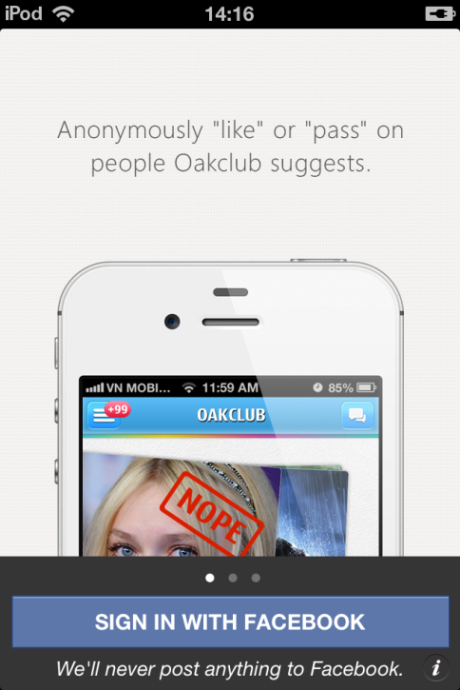 iPod 14:16
Anonymously "like" or "pass" on
people Oakclub suggests.
VN MOBI... 11:59 AM 85%
+99
OAKCLUB
NOPE
SIGN IN WITH FACEBOOK
We'll never post anything to Facebook. i